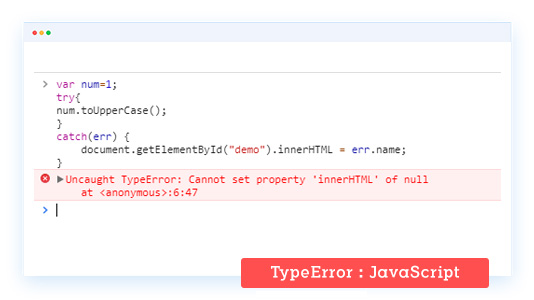 > var num=1;
try{
num.toUpperCase();
}
catch(err) {
    document.getElementById("demo").innerHTML = err.name;
}
▶Uncaught TypeError: Cannot set property 'innerHTML' of null
    at <anonymous>:6:47
>
TypeError : JavaScript